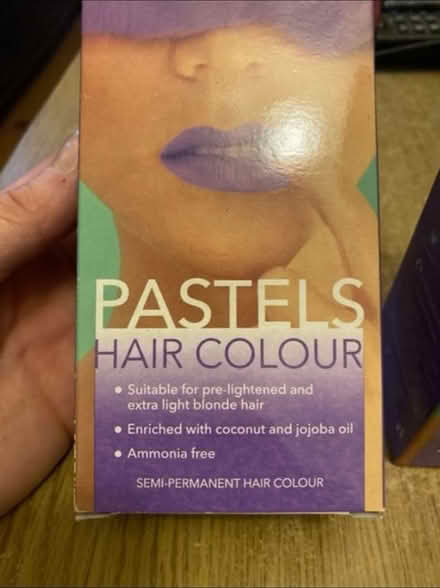 PASTELS
HAIR COLOUR
Suitable for pre-lightened and
extra light blonde hair
Enriched with coconut and jojoba oil
Ammonia free
SEMI-PERMANENT HAIR COLOUR